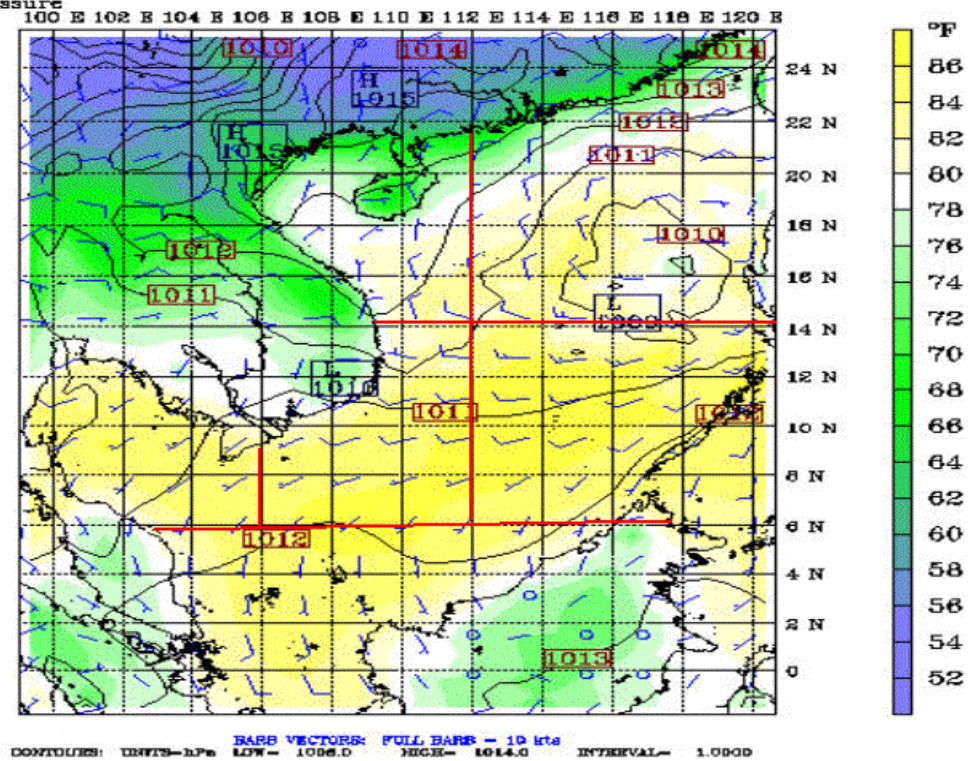 ssure
100 E 102 E 104 E 106 E 108 E 110 E 112 E 114 E 116 E 118 E 120 E
°F
1010
1014
1014
86
24 N
H
1015
1013
84
22 N
1012
H
1015
82
1011
80
20 N
78
18 N
1010
1012
76
16 N
1011
74
L
72
14 N
70
L
1010
12 N
68
1011
10 N
66
64
8 N
62
6 N
1012
60
4 N
58
56
2 N
54
1013
0
52
BARB VECTORS: FULL BARB = 10 kts
CONTOURS: UNITS=hPa LOW= 1006.0 HIGH= 1014.0 INTERVAL= 1.0000